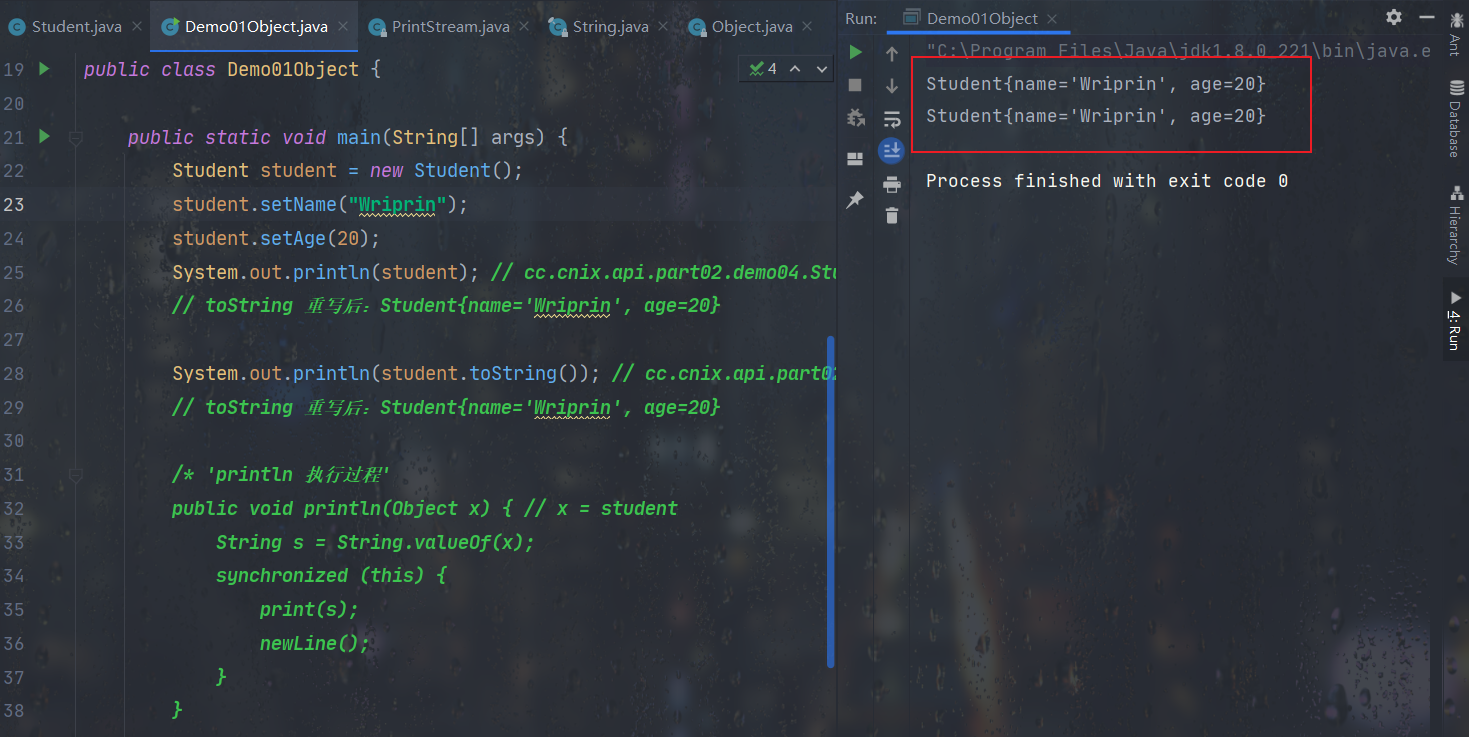 Student.java
Demo01Object.java
PrintStream.java
String.java
Object.java
19 public class Demo01Object {
4
20
21 public static void main(String[] args) {
22 Student student = new Student();
23 student.setName("Wriprin");
24 student.setAge(20);
25 System.out.println(student); // cc.cnix.api.part02.demo04.Stu
26 // toString 重写后：Student{name='Wriprin', age=20}
27
28 System.out.println(student.toString()); // cc.cnix.api.part02
29 // toString 重写后：Student{name='Wriprin', age=20}
30
31 /* 'println 执行过程'
32 public void println(Object x) { // x = student
33 String s = String.valueOf(x);
34 synchronized (this) {
35 print(s);
36 newLine();
37 }
38 }
Run: Demo01Object
"C:\Program Files\Java\jdk1.8.0_221\bin\java.e
Student{name='Wriprin', age=20}
Student{name='Wriprin', age=20}
Process finished with exit code 0
Ant
Database
Hierarchy
4: Run